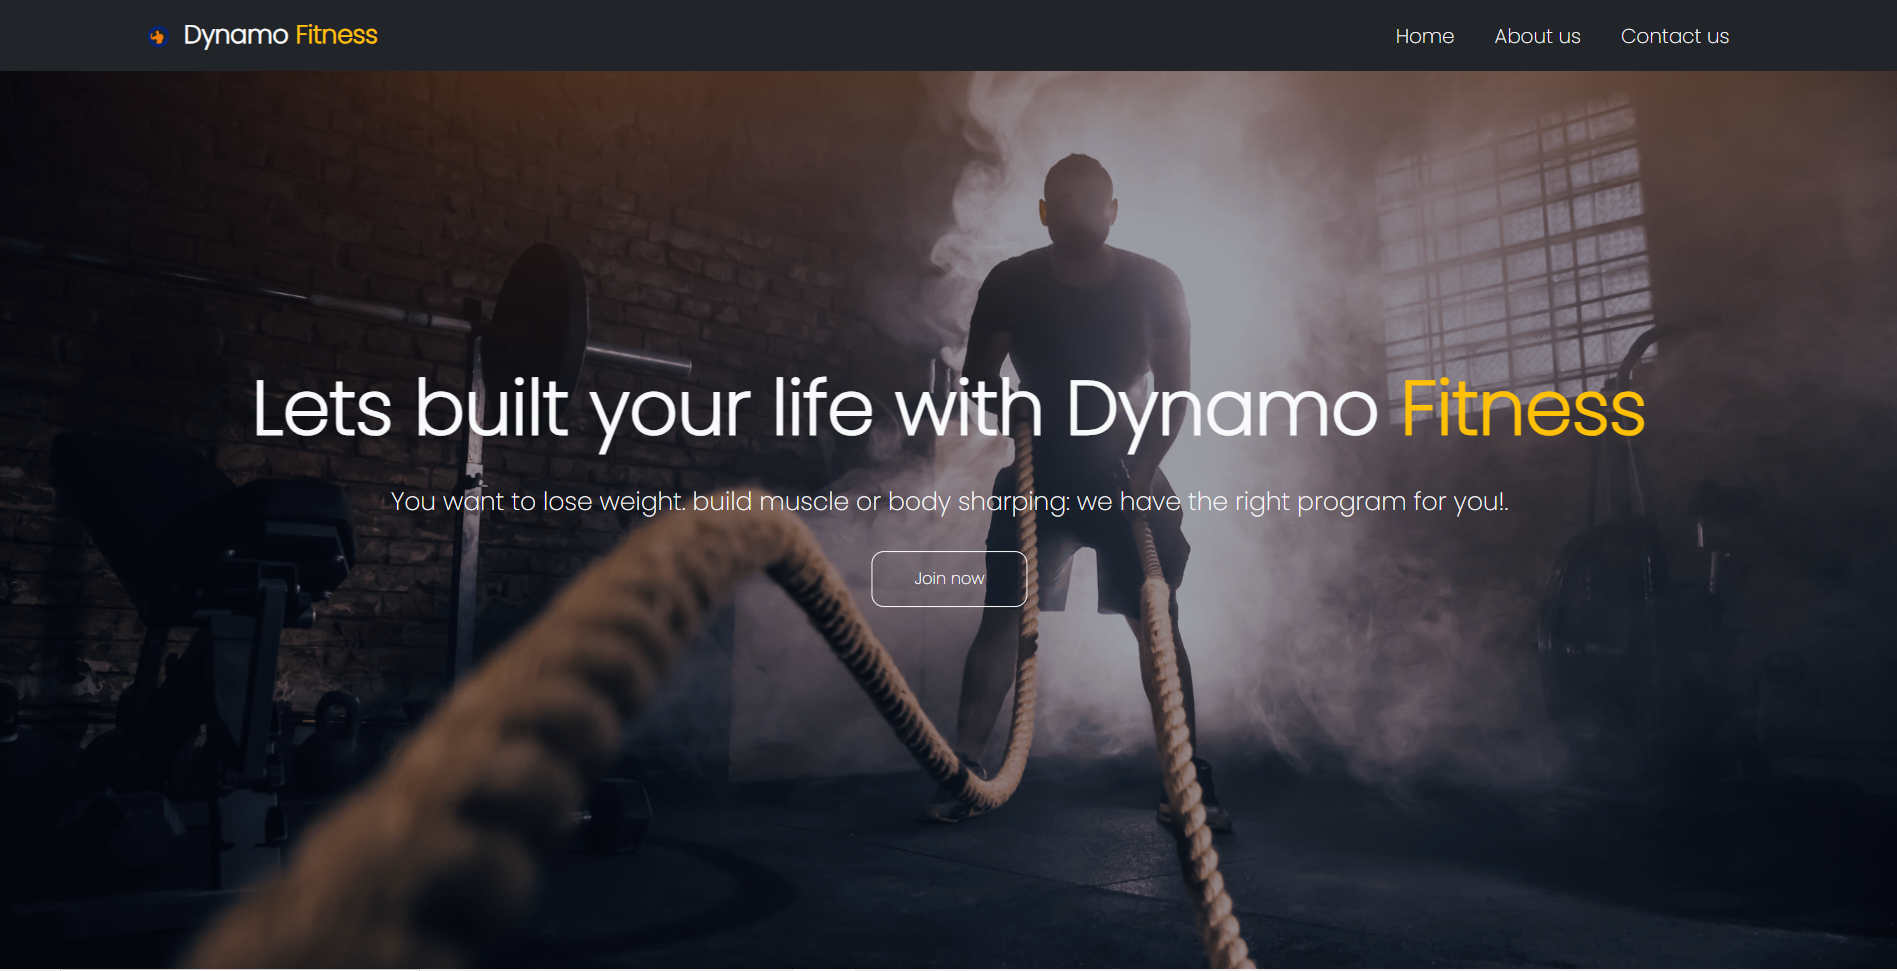 Dynamo Fitness
Home About us Contact us
Lets built your life with Dynamo Fitness
You want to lose weight. build muscle or body sharping: we have the right program for you!.
Join now